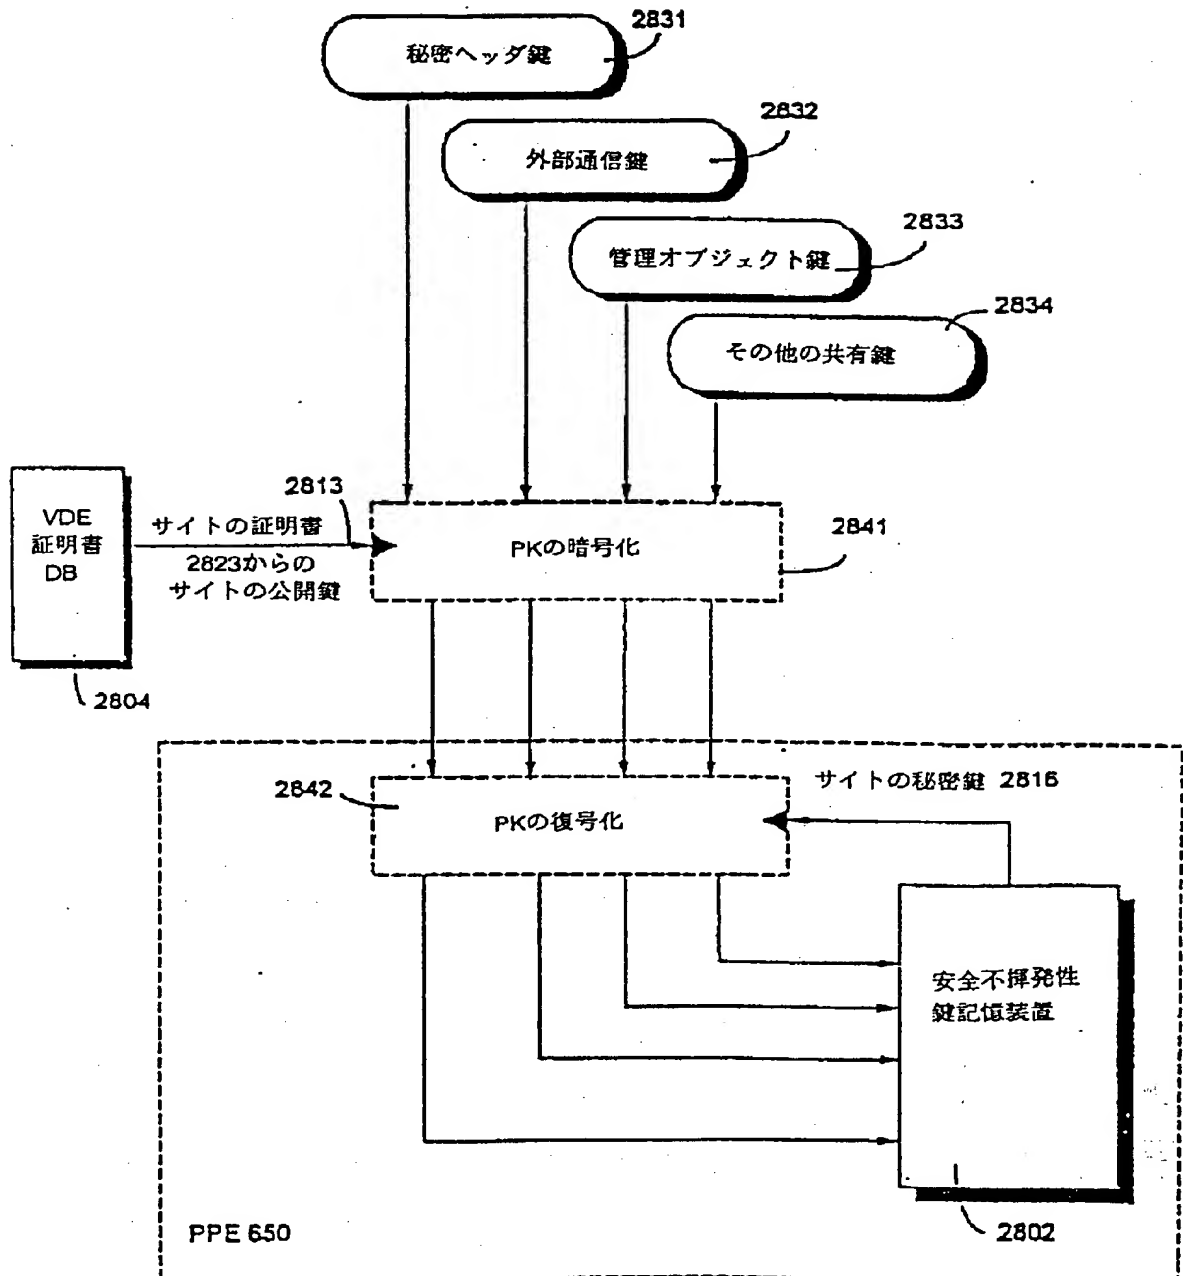 2831
秘密ヘッダ鍵
2832
外部通信鍵
2833
管理オブジェクト鍵
2834
その他の共有鍵
2813
VDE
証明書
DB
サイトの証明書
2823からの
サイトの公開鍵
PKの暗号化
2841
2804
2842
PKの復号化
サイトの秘密鍵 2816
安全不揮発性
鍵記憶装置
PPE 650
2802